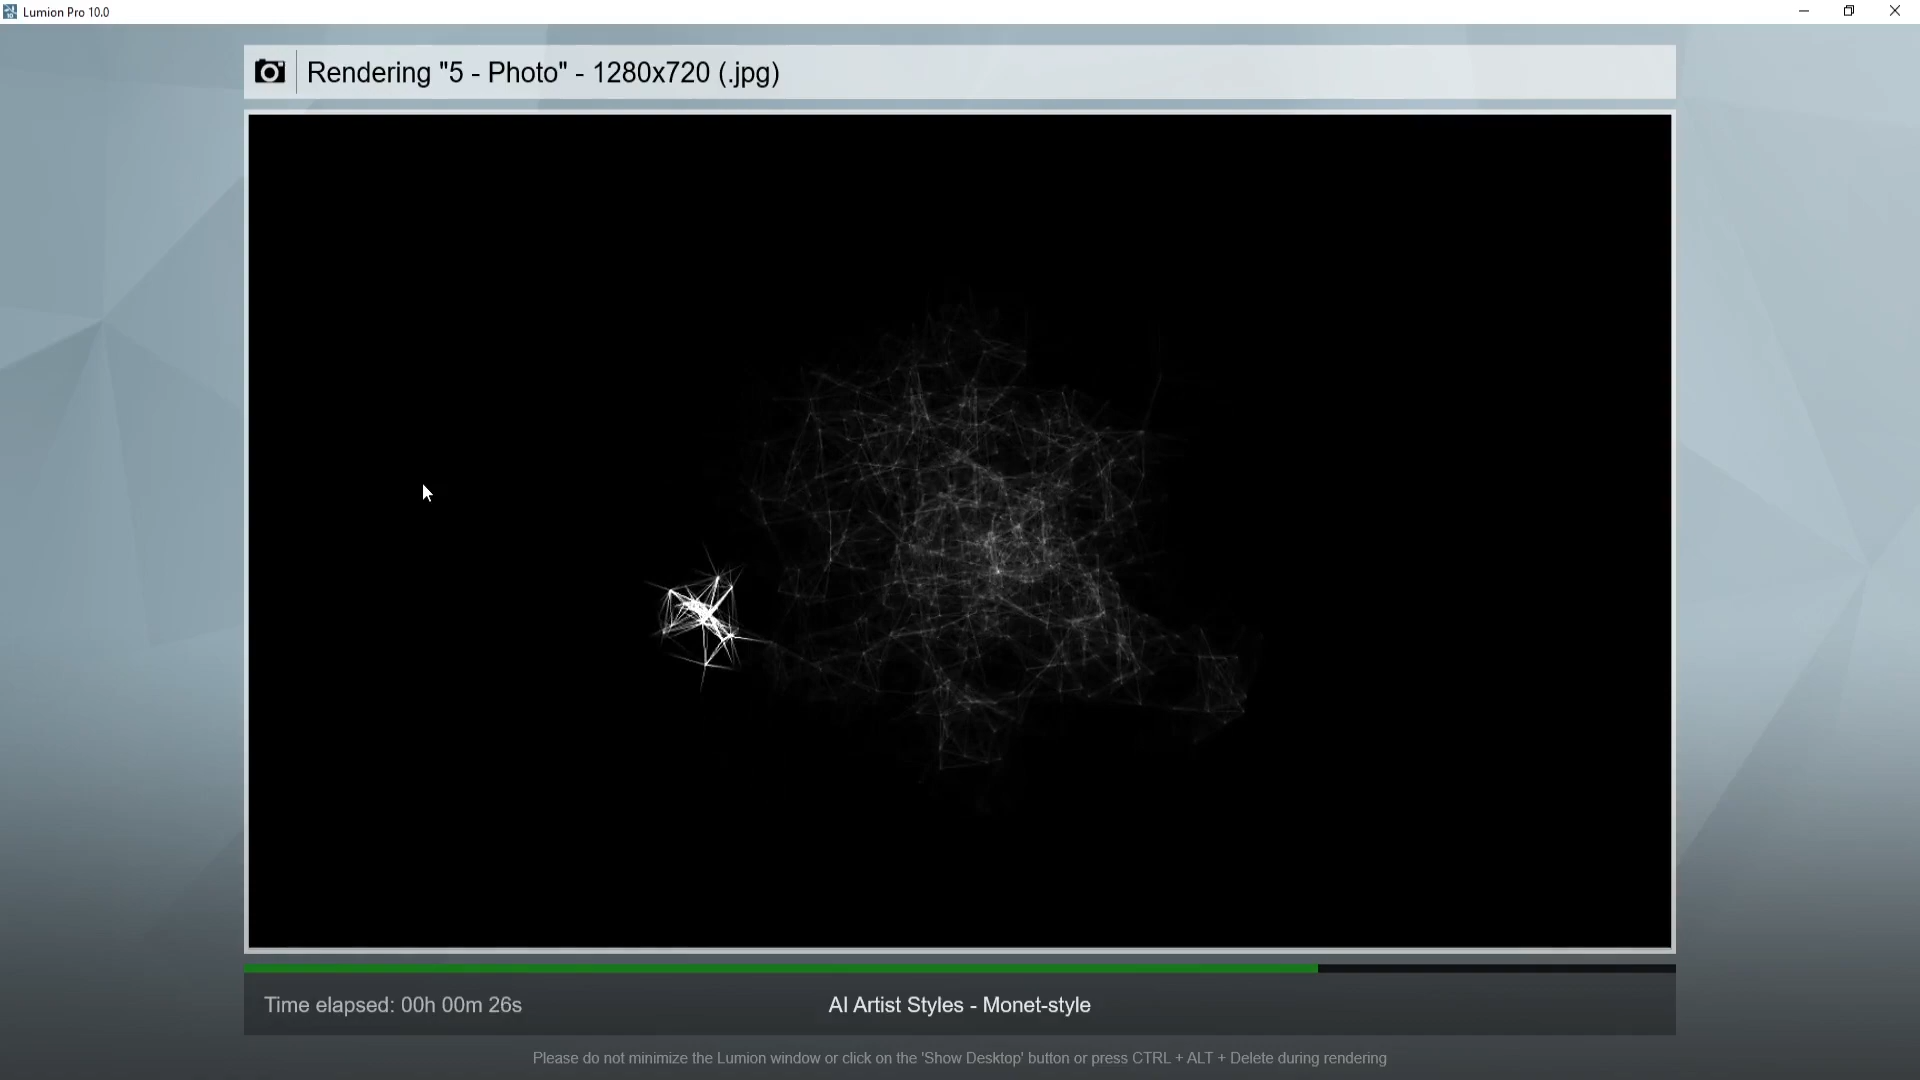 Lumion Pro 10.0
Rendering "5 - Photo" - 1280x720 (.jpg)
Time elapsed: 00h 00m 26s
AI Artist Styles - Monet-style
Please do not minimize the Lumion window or click on the 'Show Desktop' button or press CTRL + ALT + Delete during rendering